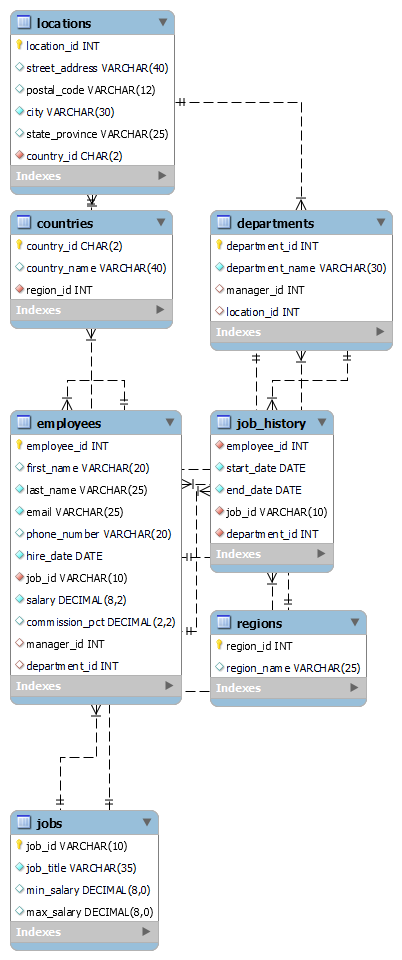 locations
location_id INT
street_address VARCHAR(40)
postal_code VARCHAR(12)
city VARCHAR(30)
state_province VARCHAR(25)
country_id CHAR(2)
Indexes
countries
country_id CHAR(2)
country_name VARCHAR(40)
region_id INT
Indexes
departments
department_id INT
department_name VARCHAR(30)
manager_id INT
location_id INT
Indexes
employees
employee_id INT
first_name VARCHAR(20)
last_name VARCHAR(25)
email VARCHAR(25)
phone_number VARCHAR(20)
hire_date DATE
job_id VARCHAR(10)
salary DECIMAL(8,2)
commission_pct DECIMAL(2,2)
manager_id INT
department_id INT
Indexes
job_history
employee_id INT
start_date DATE
end_date DATE
job_id VARCHAR(10)
department_id INT
Indexes
regions
region_id INT
region_name VARCHAR(25)
Indexes
jobs
job_id VARCHAR(10)
job_title VARCHAR(35)
min_salary DECIMAL(8,0)
max_salary DECIMAL(8,0)
Indexes